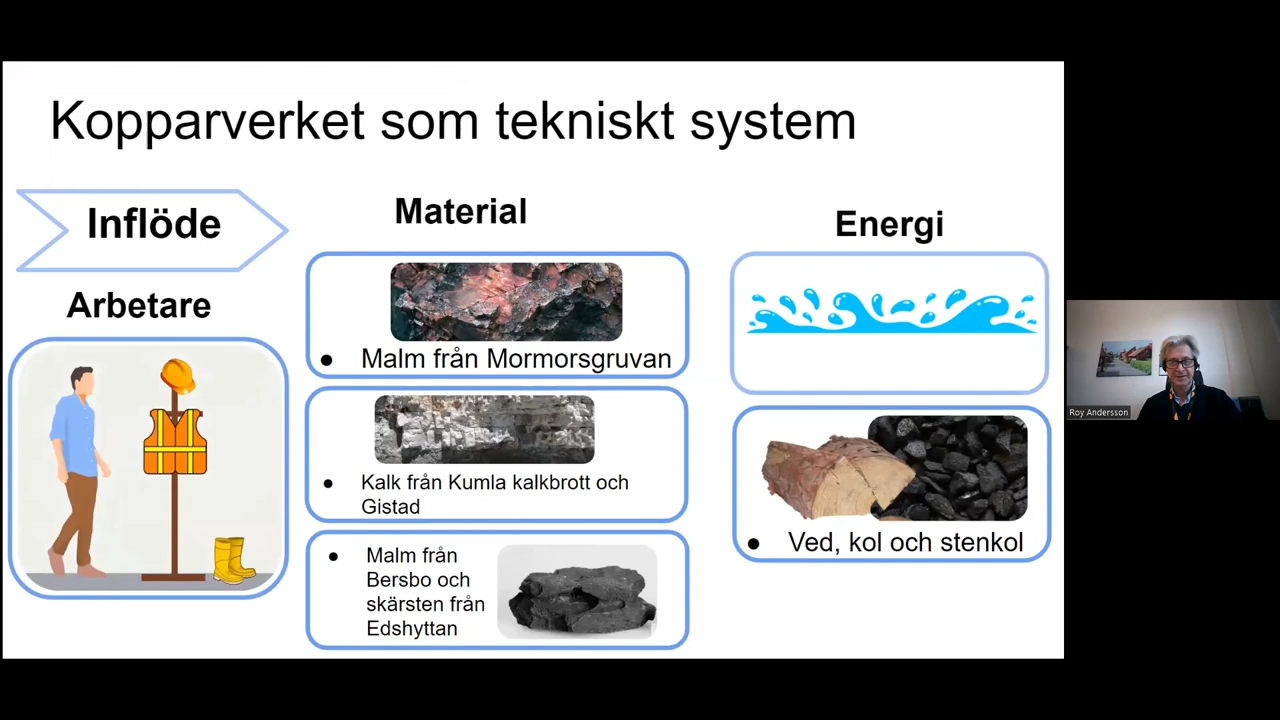 Kopparverket som tekniskt system
Inflöde
Arbetare
Material
• Malm från Mormorsgruvan
• Kalk från Kumla kalkbrott och
Gistad
• Malm från
Bersbo och
skärsten från
Edshyttan
Energi
• Ved, kol och stenkol
Roy Andersson